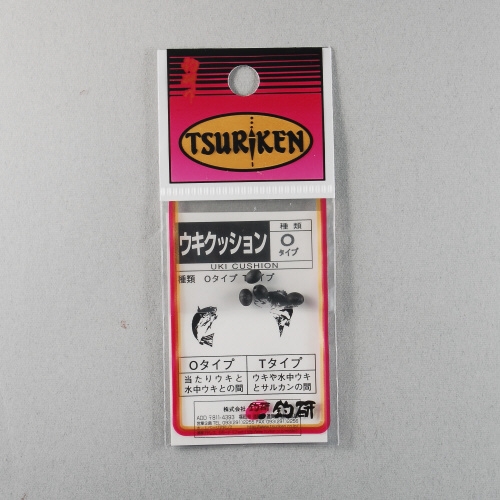 TSURIKEN
種類
ウキクッション
O
タイプ
UKI CUSHION
種類 Oタイプ Tタイプ
Oタイプ Tタイプ
当たりウキと
水中ウキとの間
ウキや水中ウキ
とサルカンの間
株式会社
釣研